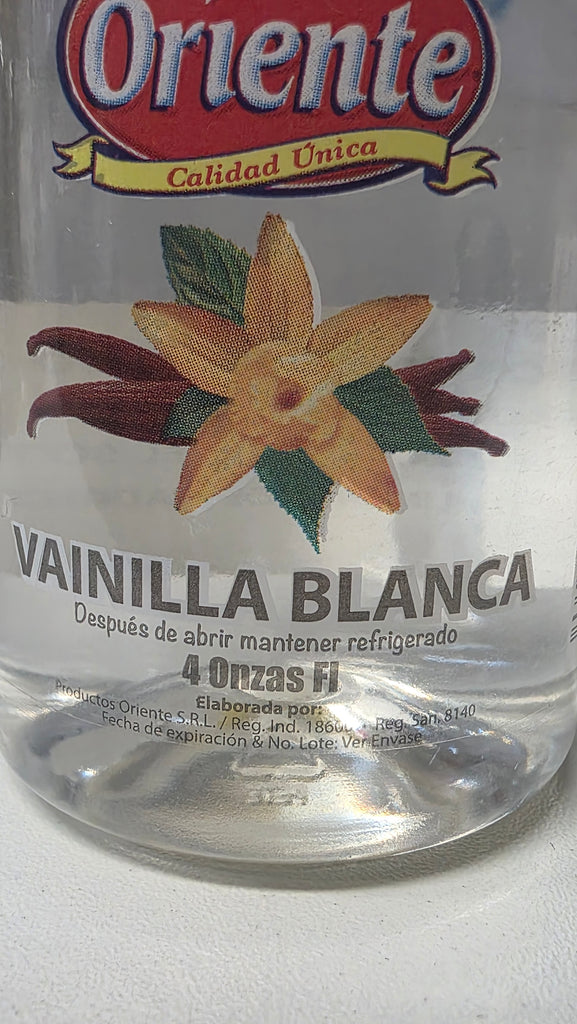 Oriente
Calidad Única
VAINILLA BLANCA
Después de abrir mantener refrigerado
4 Onzas Fl
Elaborada por:
Productos Oriente S.R.L. / Reg. Ind. Reg. San. 8140
Fecha de expiración & No. Lote: Ver Envase